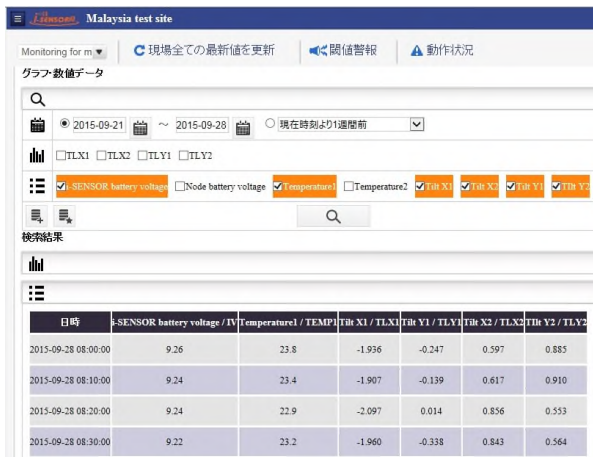 i-SENSOR Malaysia test site
Monitoring for m 現場全ての最新値を更新 閾値警報 動作状況
グラフ・数値データ
2015-09-21 ～ 2015-09-28 現在時刻より1週間前
TLX1 TLX2 TLY1 TLY2
i-SENSOR battery voltage Node battery voltage Temperature1 Temperature2 Tilt X1 Tilt X2 Tilt Y1 TIlt Y2
検索結果
日時 i-SENSOR battery voltage / IV Temperature1 / TEMP1 Tilt X1 / TLX1 Tilt Y1 / TLY1 Tilt X2 / TLX2 TIlt Y2 / TLY2
2015-09-28 08:00:00 9.26 23.8 -1.936 -0.247 0.597 0.885
2015-09-28 08:10:00 9.24 23.4 -1.907 -0.139 0.617 0.910
2015-09-28 08:20:00 9.24 22.9 -2.097 0.014 0.856 0.553
2015-09-28 08:30:00 9.22 23.2 -1.960 -0.338 0.843 0.564